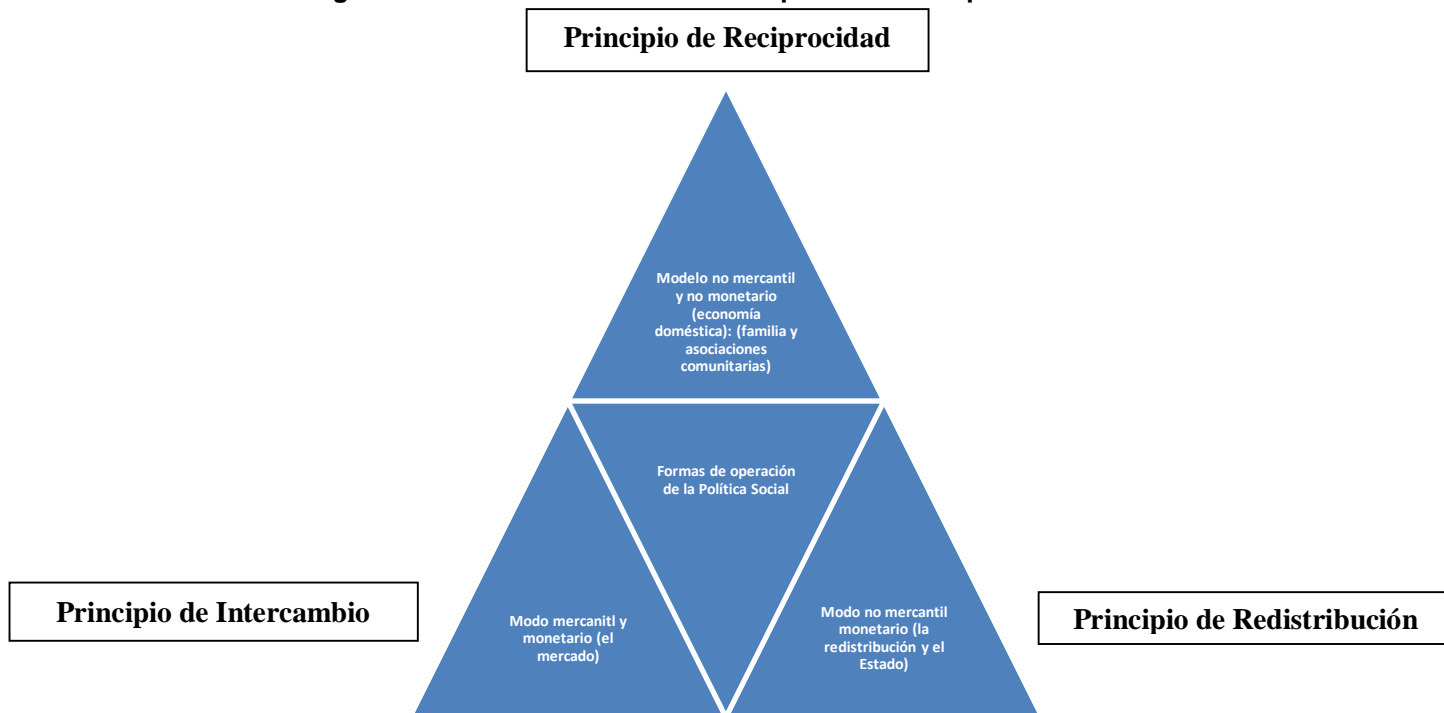 Principio de Reciprocidad
Modelo no mercantil
y no monetario
(economía
doméstica): (familia y
asociaciones
comunitarias)
Formas de operación
de la Política Social
Principio de Intercambio
Modo mercanitl y
monetario (el
mercado)
Modo no mercantil
monetario (la
redistribución y el
Estado)
Principio de Redistribución